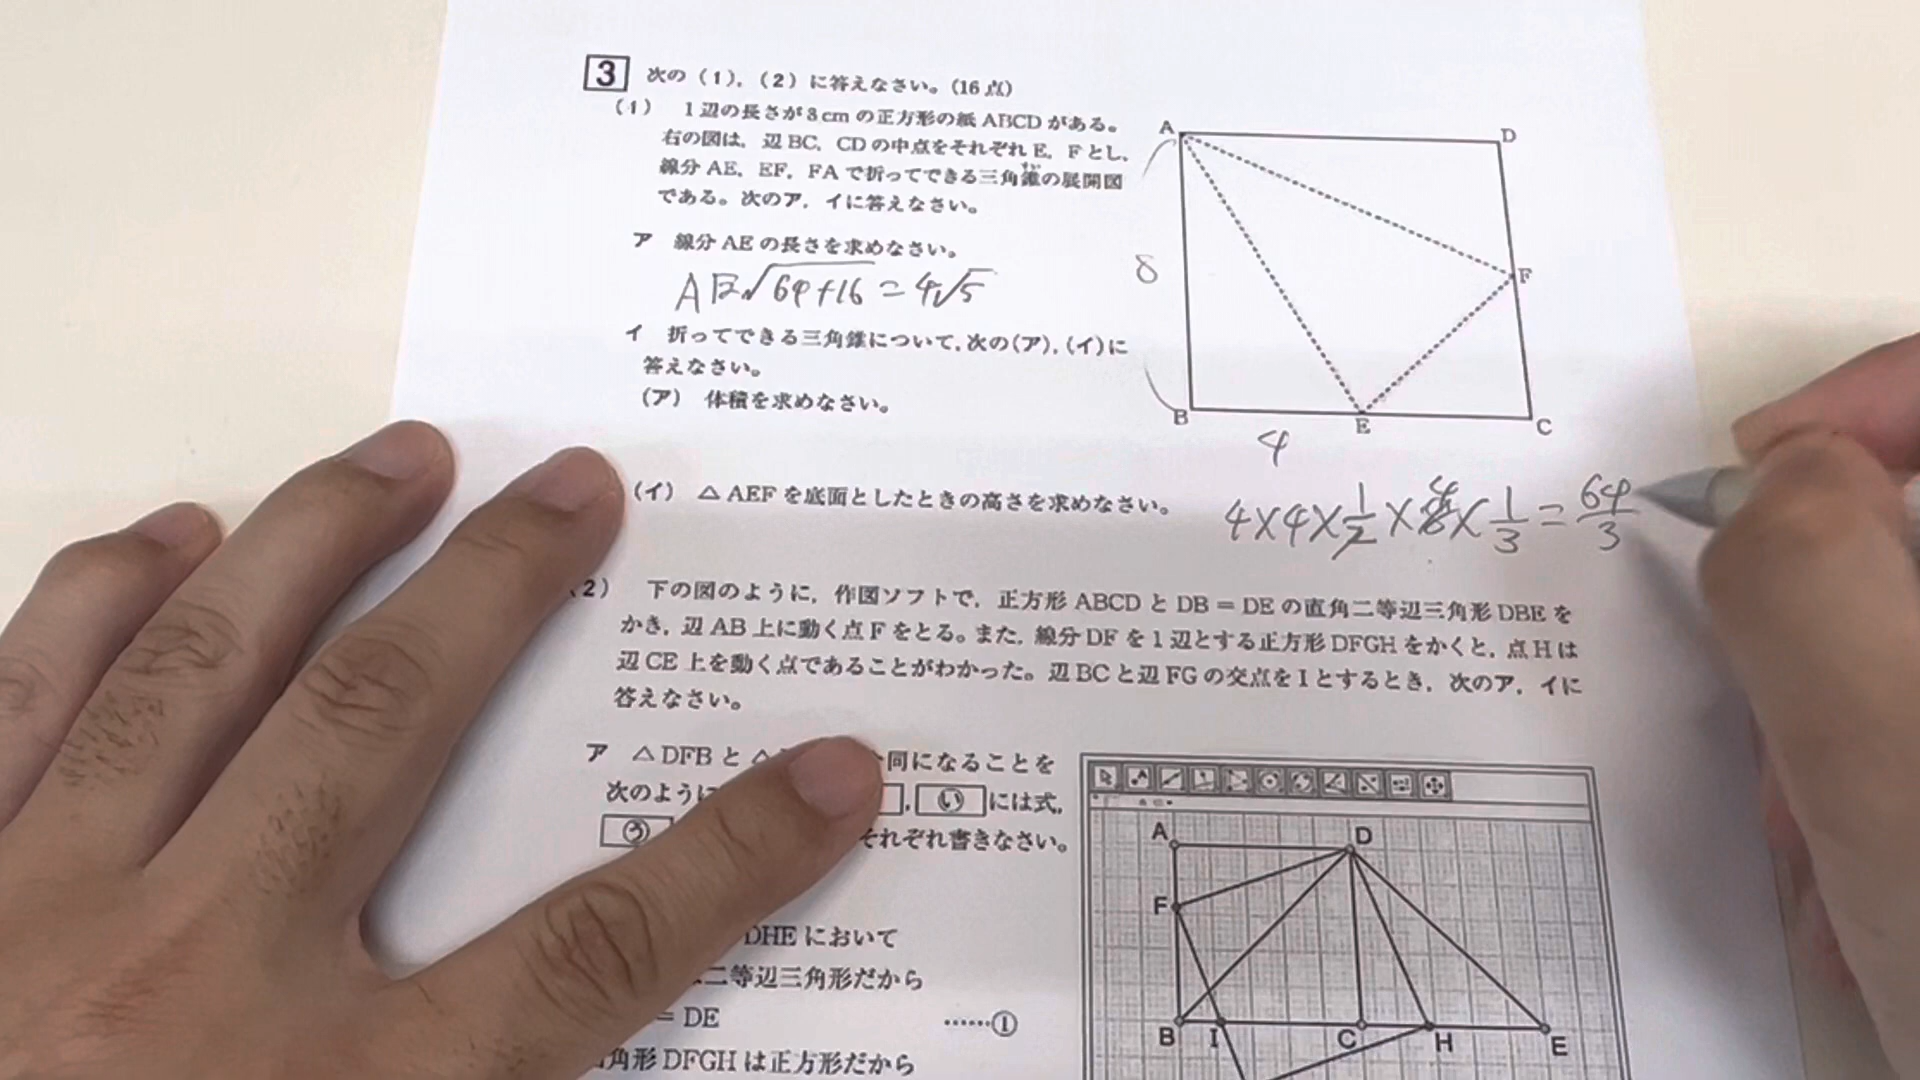 3 次の(1),(2)に答えなさい。(16点)
(1) 1辺の長さが8cmの正方形の紙ABCDがある。
右の図は,辺BC,CDの中点をそれぞれE,Fとし,
線分AE,EF,FAで折ってできる三角錐の展開図
である。次のア,イに答えなさい。
ア 線分AEの長さを求めなさい。
AE=√64+16=4√5
イ 折ってできる三角錐について,次の(ア),(イ)に
答えなさい。
(ア) 体積を求めなさい。
A
D
8
F
B
E
C
4
(イ) △AEFを底面としたときの高さを求めなさい。
4×4×1/2×8×1/3=64/3
4
(2) 下の図のように,作図ソフトで,正方形ABCDとDB=DEの直角二等辺三角形DBEを
かき,辺AB上に動く点Fをとる。また,線分DFを1辺とする正方形DFGHをかくと,点Hは
辺CE上を動く点であることがわかった。辺BCと辺FGの交点をIとするとき,次のア,イに
答えなさい。
ア △DFBと△ 同になることを
次のように ,いには式,
う それぞれ書きなさい。
DHEにおいて
二等辺三角形だから
= DE ……①
角形DFGHは正方形だから
A
D
F
B
I
C
H
E